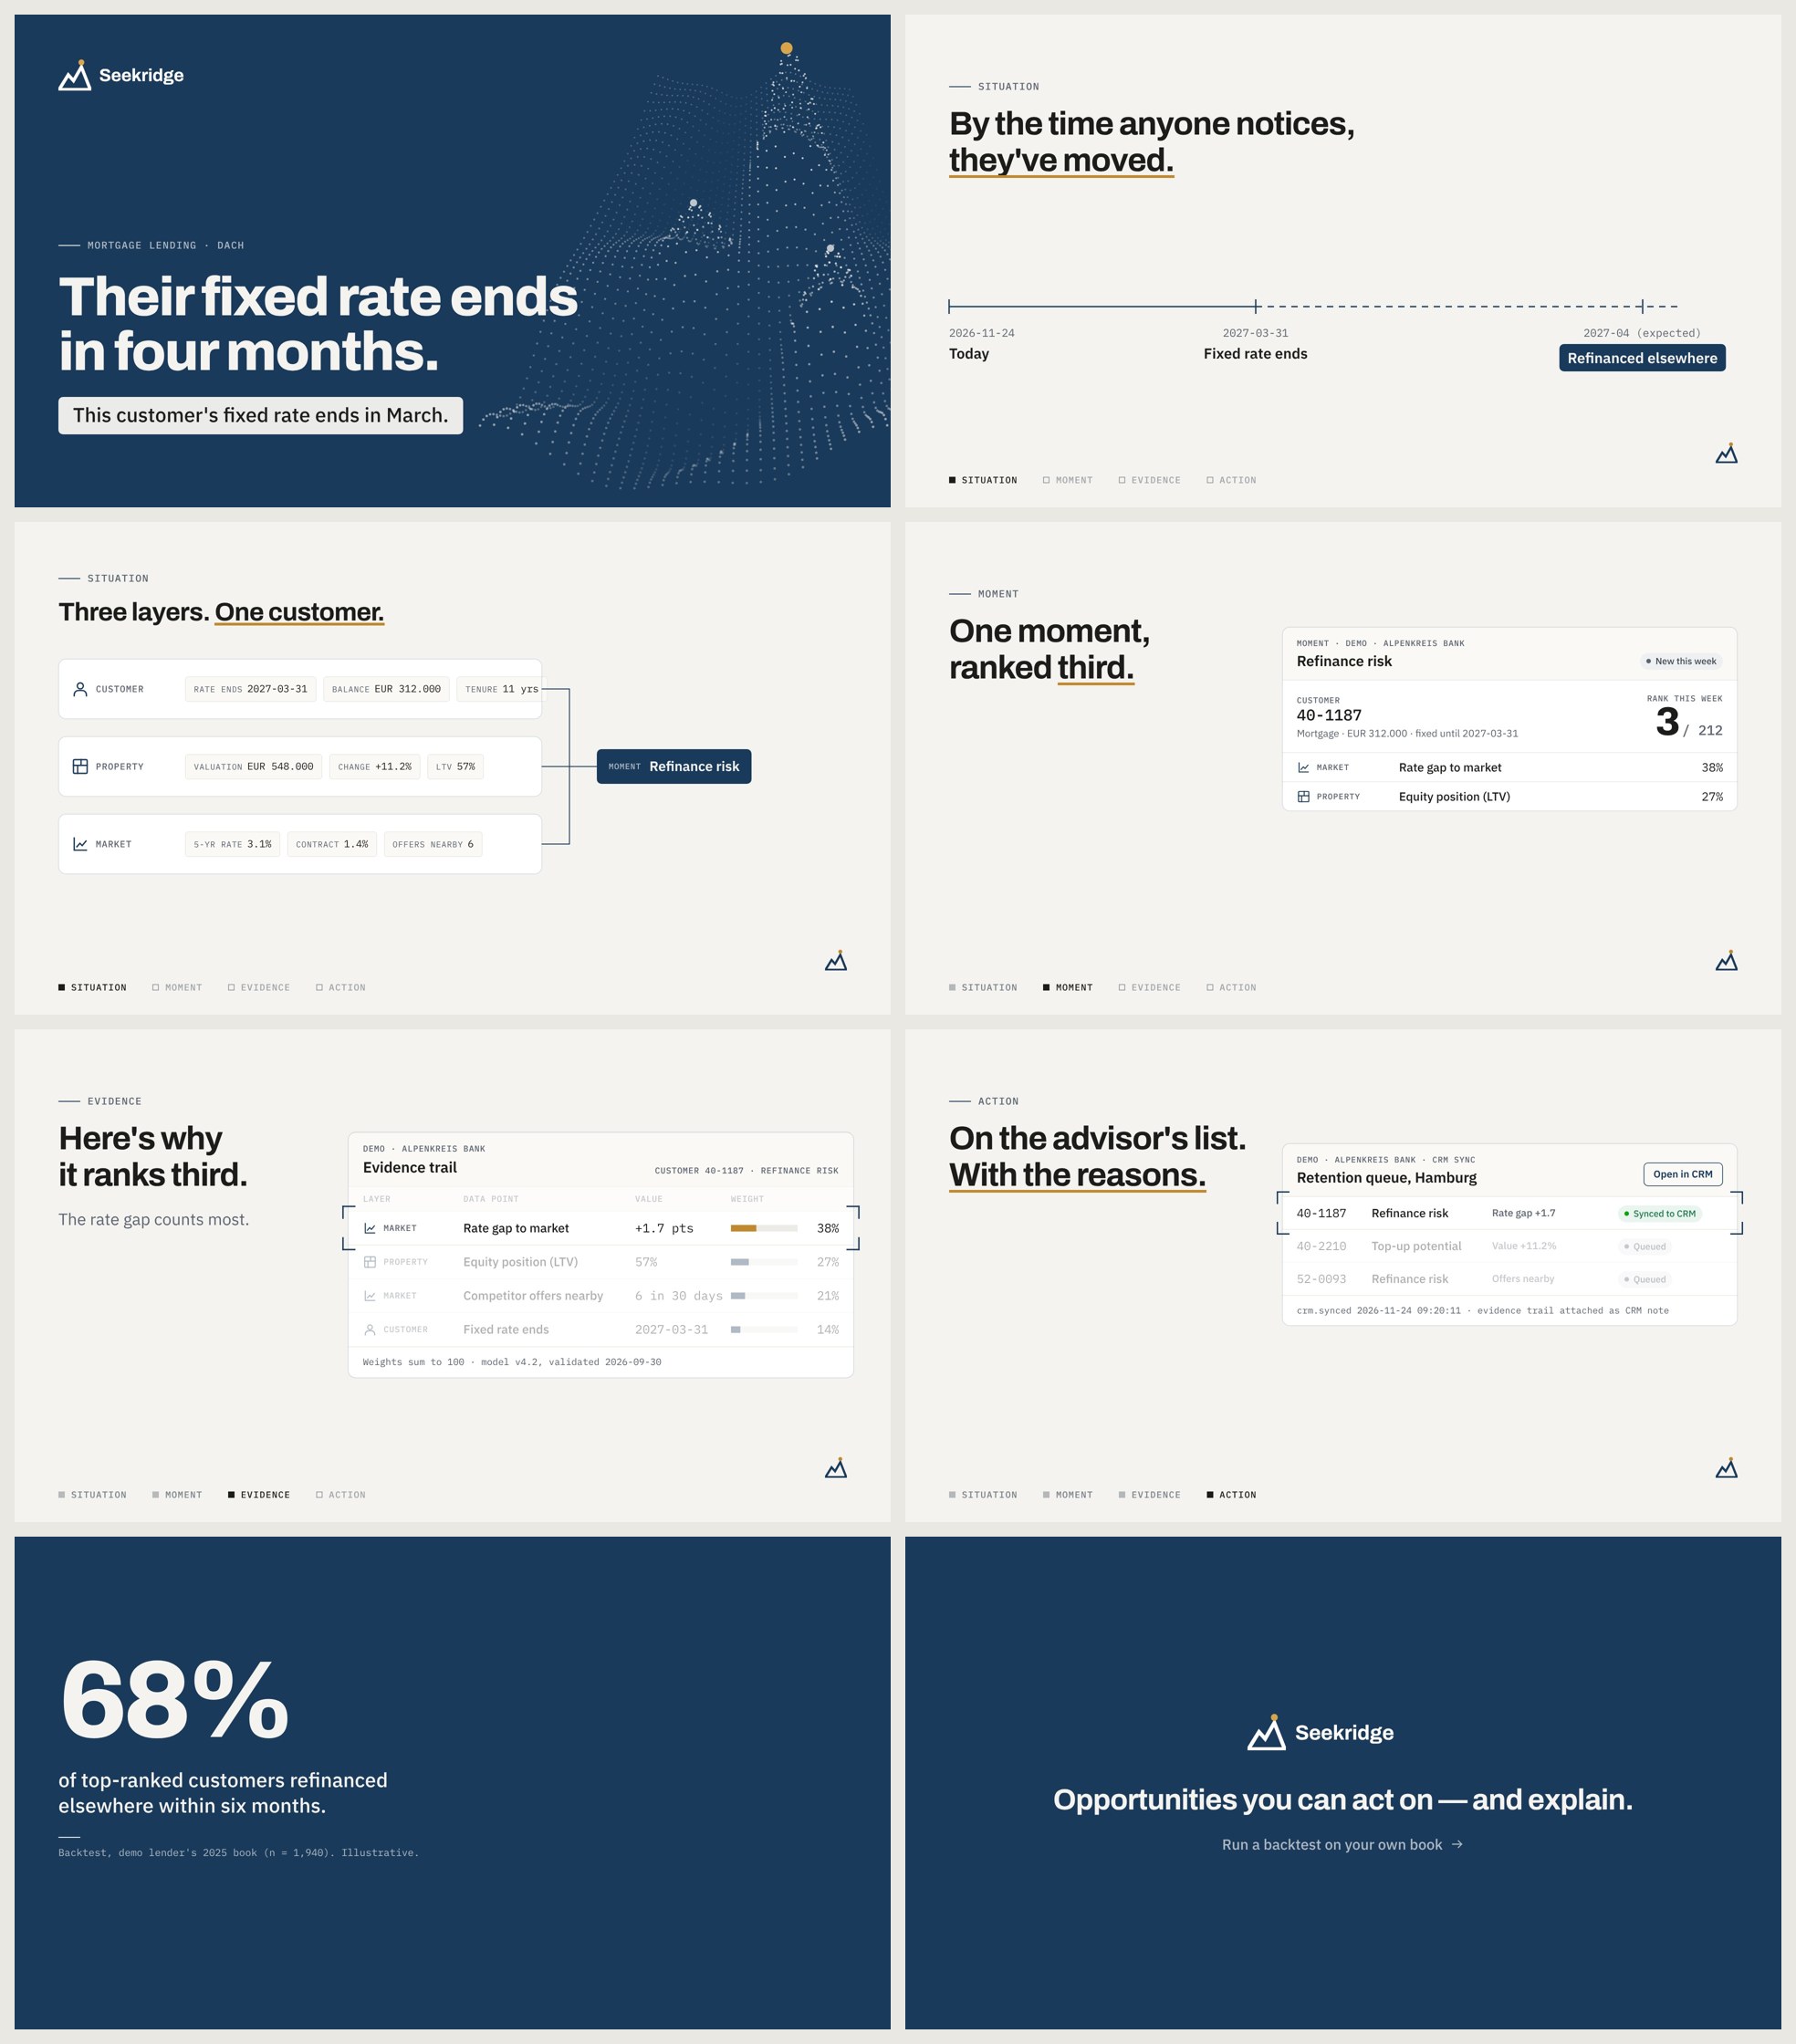 Seekridge
MORTGAGE LENDING · DACH
Their fixed rate ends
in four months.
This customer's fixed rate ends in March.
SITUATION
By the time anyone notices,
they've moved.
2026-11-24
Today
2027-03-31
Fixed rate ends
2027-04 (expected)
Refinanced elsewhere
SITUATION MOMENT EVIDENCE ACTION
SITUATION
Three layers. One customer.
CUSTOMER RATE ENDS 2027-03-31 BALANCE EUR 312.000 TENURE 11 yrs
PROPERTY VALUATION EUR 548.000 CHANGE +11.2% LTV 57%
MOMENT Refinance risk
MARKET 5-YR RATE 3.1% CONTRACT 1.4% OFFERS NEARBY 6
SITUATION MOMENT EVIDENCE ACTION
MOMENT
One moment,
ranked third.
MOMENT · DEMO · ALPENKREIS BANK
Refinance risk
New this week
CUSTOMER
40-1187
Mortgage · EUR 312.000 · fixed until 2027-03-31
RANK THIS WEEK
3 / 212
MARKET Rate gap to market 38%
PROPERTY Equity position (LTV) 27%
SITUATION MOMENT EVIDENCE ACTION
EVIDENCE
Here's why
it ranks third.
The rate gap counts most.
DEMO · ALPENKREIS BANK
Evidence trail
CUSTOMER 40-1187 · REFINANCE RISK
LAYER DATA POINT VALUE WEIGHT
MARKET Rate gap to market +1.7 pts 38%
PROPERTY Equity position (LTV) 57% 27%
MARKET Competitor offers nearby 6 in 30 days 21%
CUSTOMER Fixed rate ends 2027-03-31 14%
Weights sum to 100 · model v4.2, validated 2026-09-30
SITUATION MOMENT EVIDENCE ACTION
ACTION
On the advisor's list.
With the reasons.
DEMO · ALPENKREIS BANK · CRM SYNC
Retention queue, Hamburg
Open in CRM
40-1187 Refinance risk Rate gap +1.7 Synced to CRM
40-2210 Top-up potential Value +11.2% Queued
52-0093 Refinance risk Offers nearby Queued
crm.synced 2026-11-24 09:20:11 · evidence trail attached as CRM note
SITUATION MOMENT EVIDENCE ACTION
68%
of top-ranked customers refinanced
elsewhere within six months.
Backtest, demo lender's 2025 book (n = 1,940). Illustrative.
Seekridge
Opportunities you can act on — and explain.
Run a backtest on your own book →